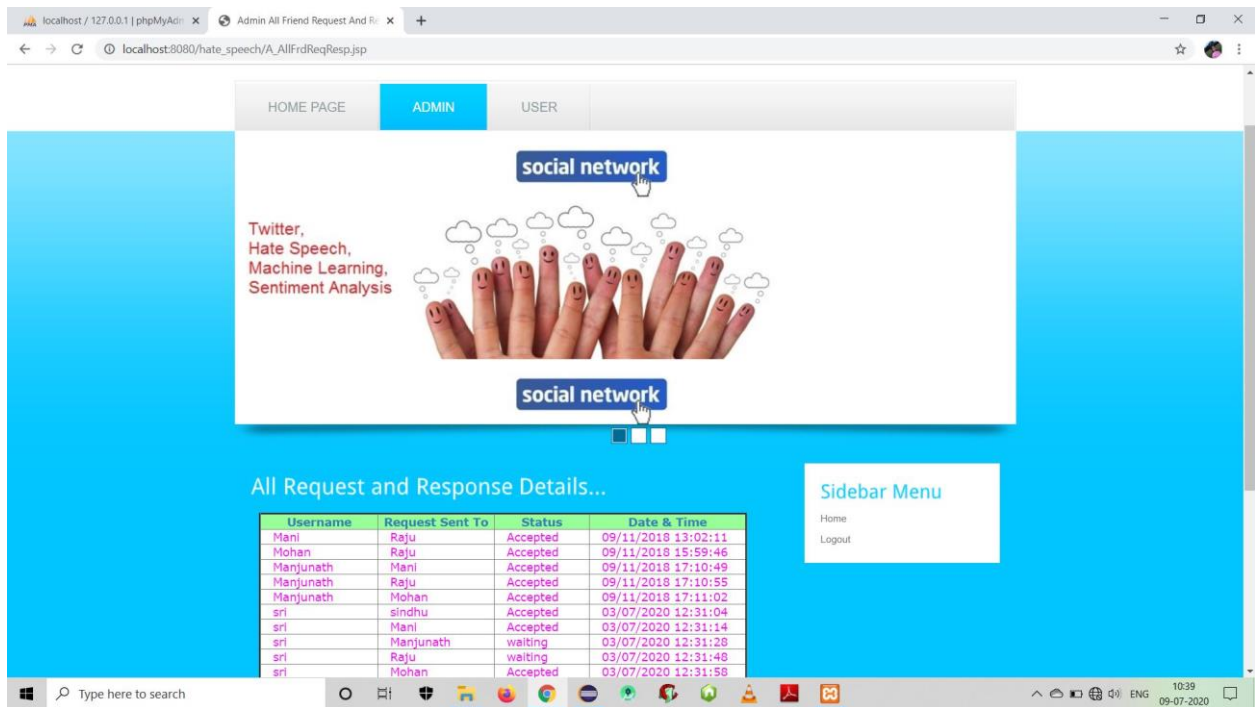 localhost / 127.0.0.1 | phpMyAdn
Admin All Friend Request And Re
localhost:8080/hate_speech/A_AllFrdReqResp.jsp
HOME PAGE ADMIN USER
social network
Twitter,
Hate Speech,
Machine Learning,
Sentiment Analysis
social network
All Request and Response Details...
Username Request Sent To Status Date & Time
Mani Raju Accepted 09/11/2018 13:02:11
Mohan Raju Accepted 09/11/2018 15:59:46
Manjunath Mani Accepted 09/11/2018 17:10:49
Manjunath Raju Accepted 09/11/2018 17:10:55
Manjunath Mohan Accepted 09/11/2018 17:11:02
sri sindhu Accepted 03/07/2020 12:31:04
sri Mani Accepted 03/07/2020 12:31:14
sri Manjunath waiting 03/07/2020 12:31:28
sri Raju waiting 03/07/2020 12:31:48
sri Mohan Accepted 03/07/2020 12:31:58
Sidebar Menu
Home
Logout
Type here to search
ENG
10:39
09-07-2020